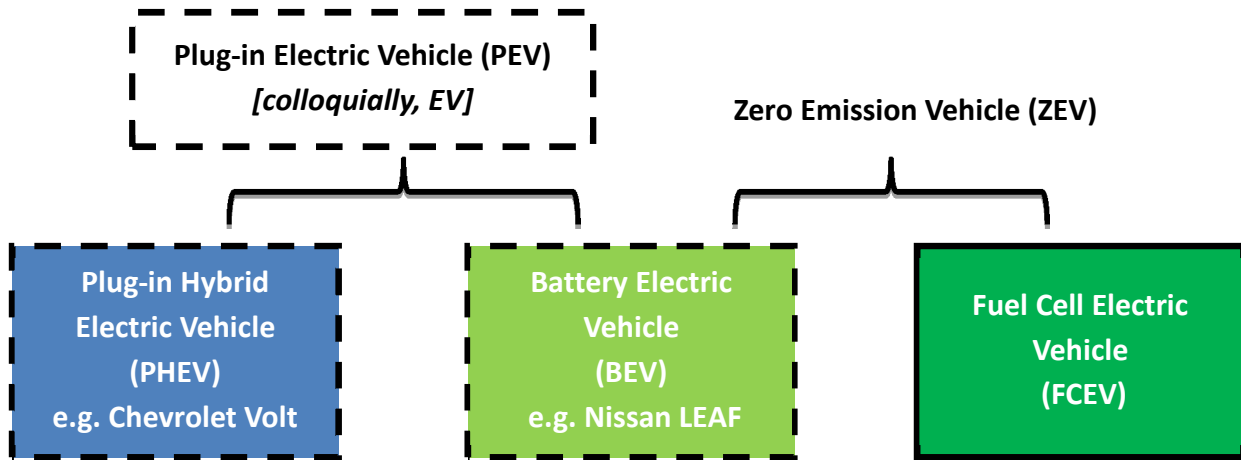 Plug-in Electric Vehicle (PEV)
[colloquially, EV]
Zero Emission Vehicle (ZEV)
Plug-in Hybrid
Electric Vehicle
(PHEV)
e.g. Chevrolet Volt
Battery Electric
Vehicle
(BEV)
e.g. Nissan LEAF
Fuel Cell Electric
Vehicle
(FCEV)